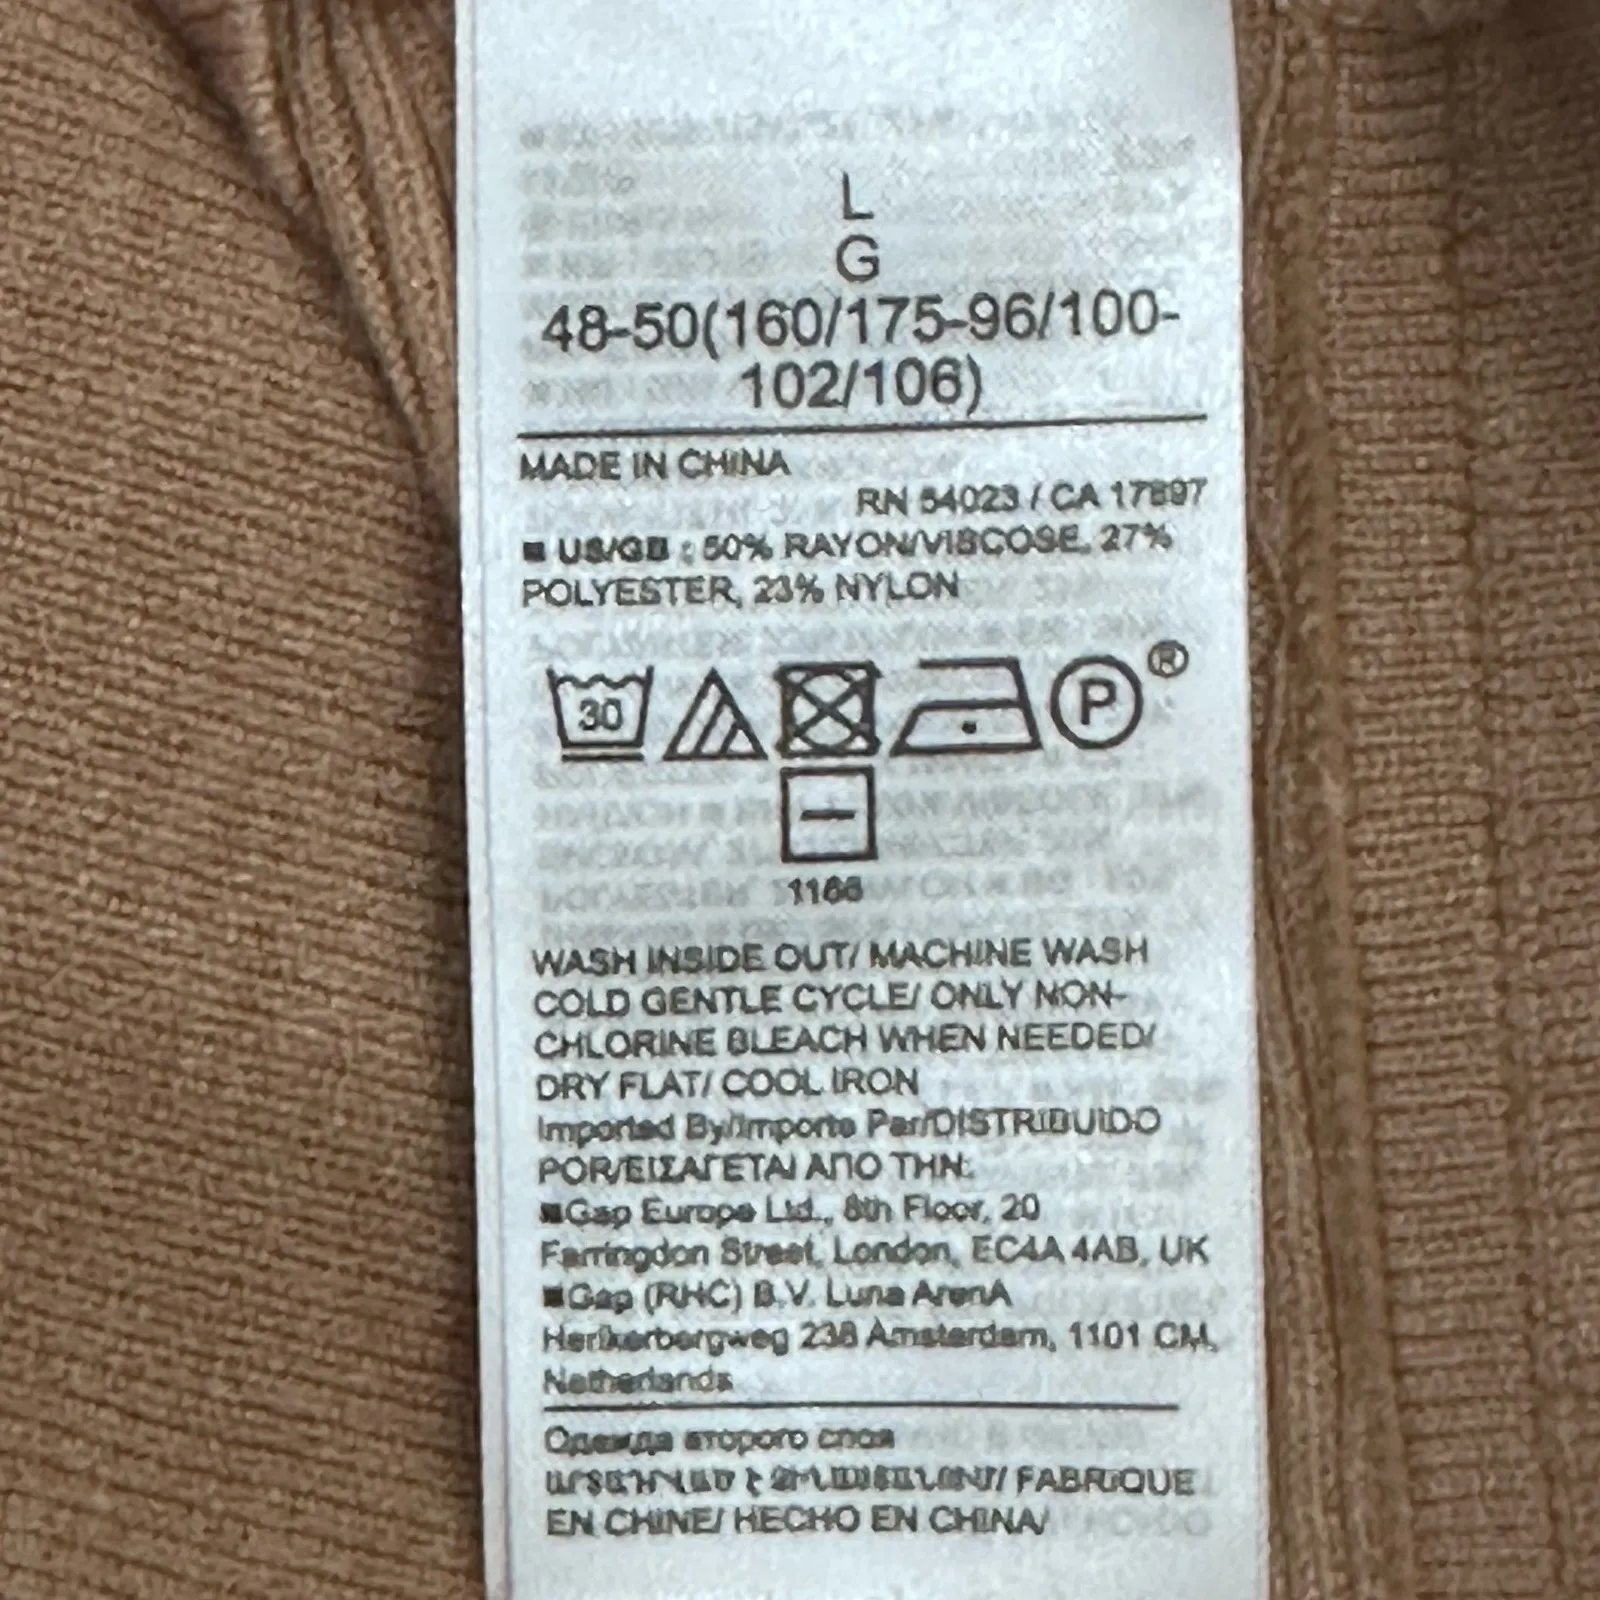 L
G
48-50(160/175-96/100-
102/106)
MADE IN CHINA
RN 54023 / CA 17897
■ US/GB : 50% RAYON/VISCOSE, 27%
POLYESTER, 23% NYLON
30
P ®
1166
WASH INSIDE OUT/ MACHINE WASH
COLD GENTLE CYCLE/ ONLY NON-
CHLORINE BLEACH WHEN NEEDED/
DRY FLAT/ COOL IRON
Imported By/Importe Par/DISTRIBUIDO
POR/ΕΙΣΑΓΕΤΑΙ ΑΠΟ ΤΗΝ:
■Gap Europe Ltd., 8th Floor, 20
Farringdon Street, London, EC4A 4AB, UK
■Gap (RHC) B.V. Luna ArenA
Herikerbergweg 238 Amsterdam, 1101 CM,
Netherlands
Одежда второго слоя
FABRIQUE
EN CHINE/ HECHO EN CHINA/